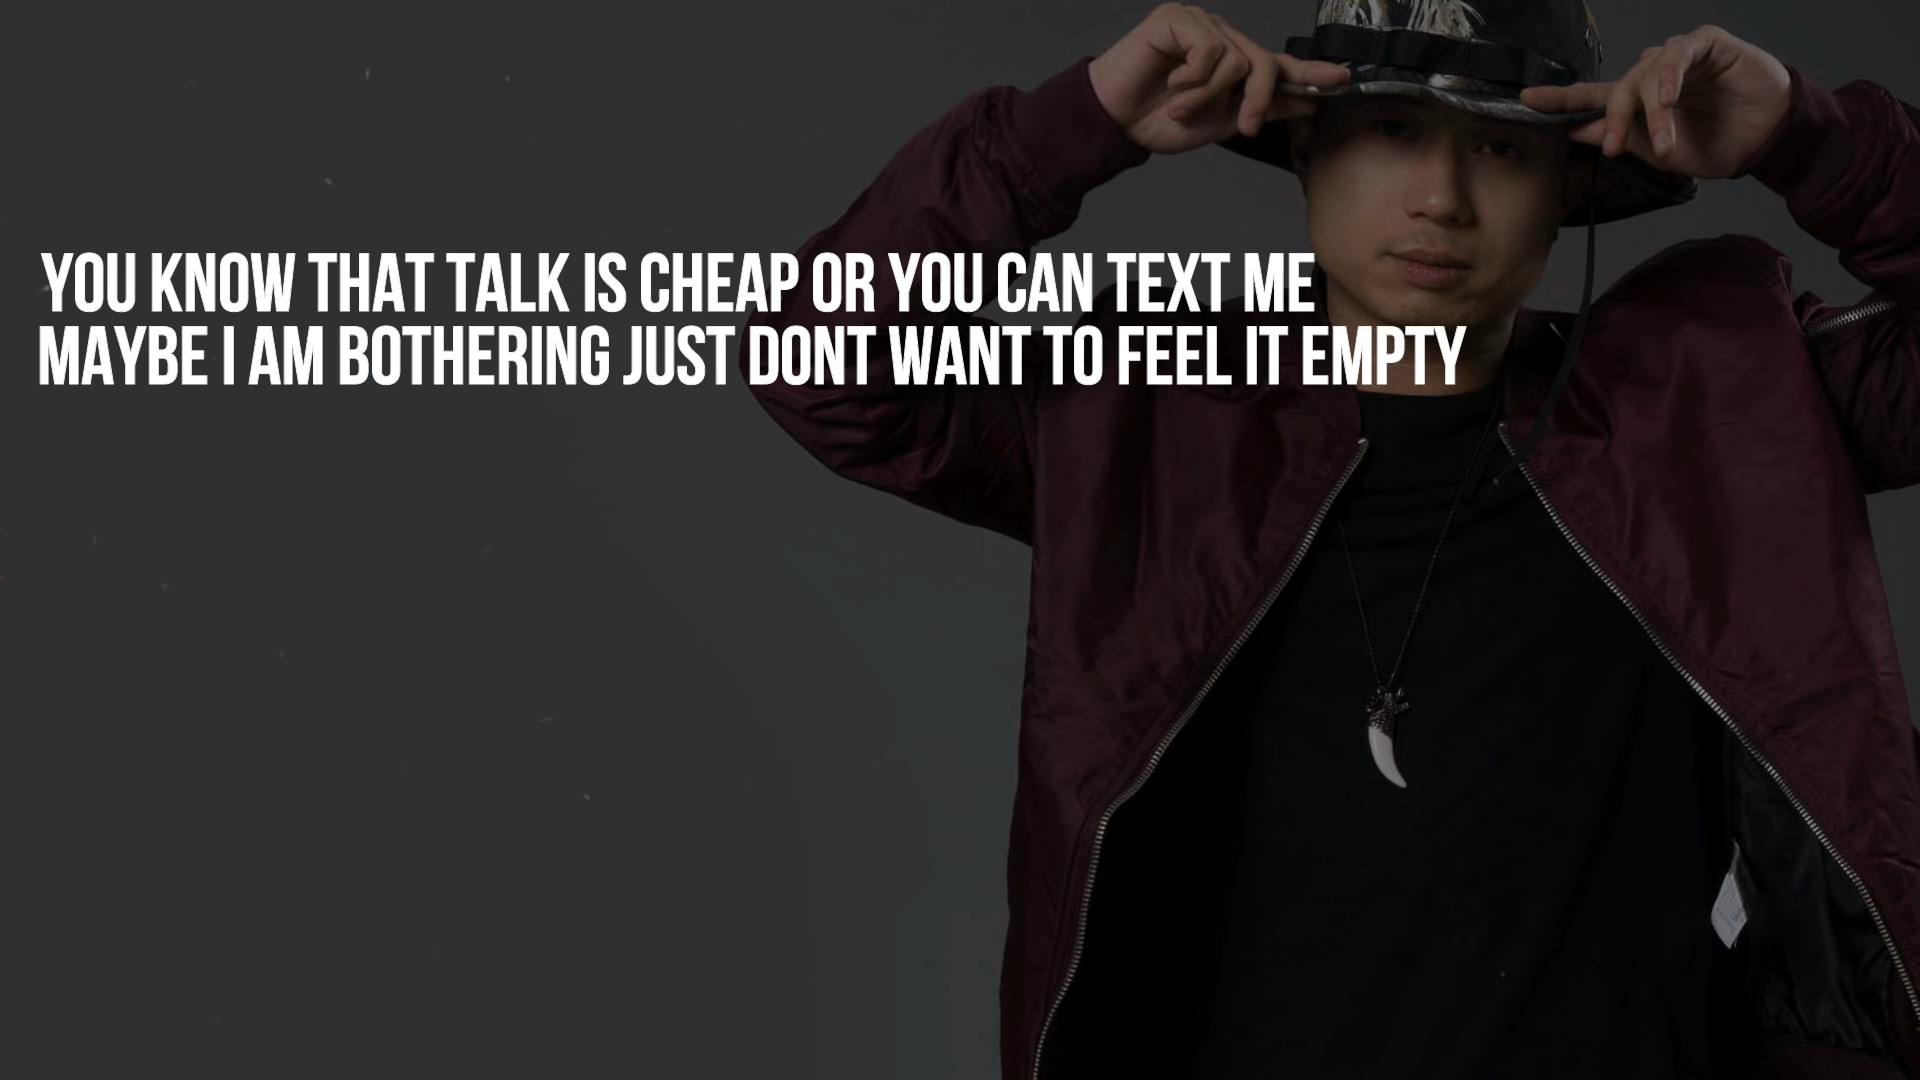 YOU KNOW THAT TALK IS CHEAP OR YOU CAN TEXT ME
MAYBE I AM BOTHERING JUST DONT WANT TO FEEL IT EMPTY